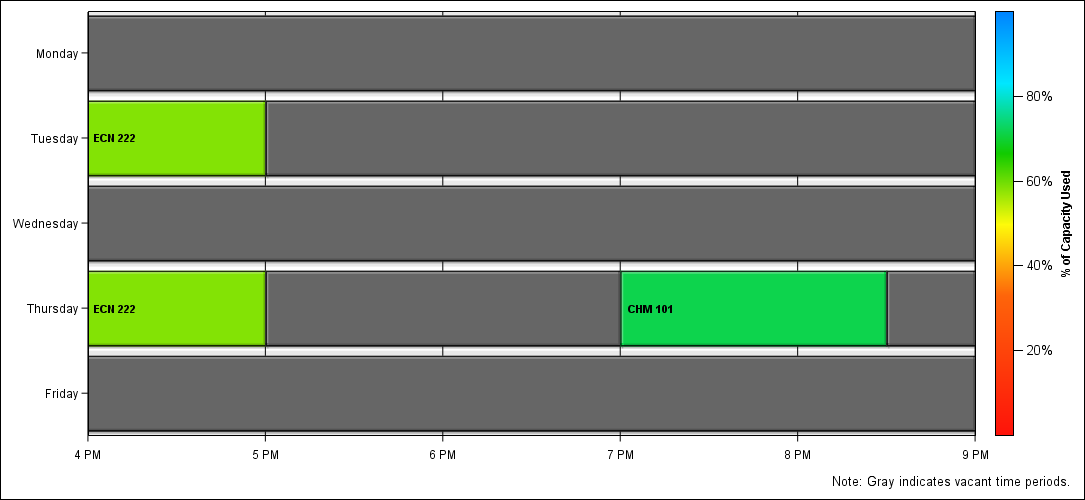 Monday
Tuesday
ECN 222
Wednesday
Thursday
ECN 222
CHM 101
Friday
4 PM
5 PM
6 PM
7 PM
8 PM
9 PM
80%
60%
40%
20%
% of Capacity Used
Note: Gray indicates vacant time periods.